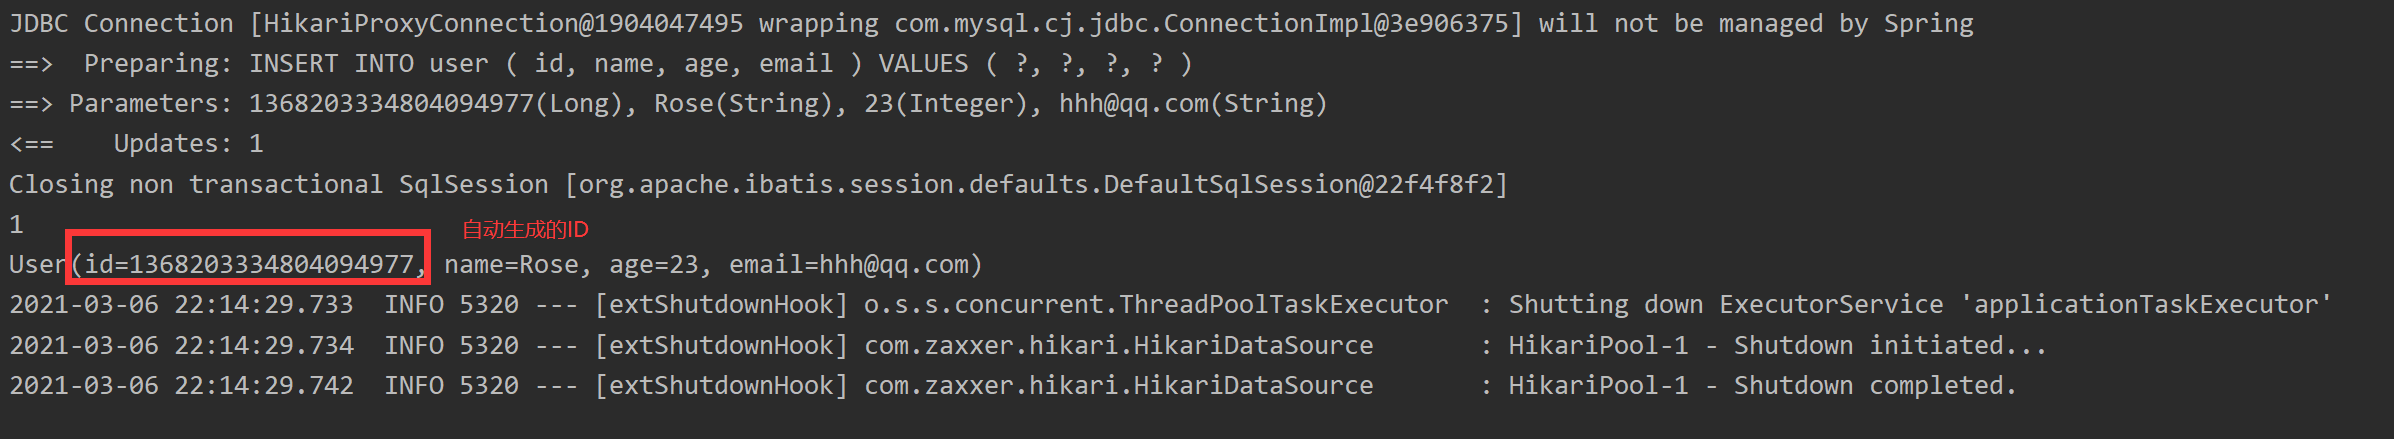 JDBC Connection [HikariProxyConnection@1904047495 wrapping com.mysql.cj.jdbc.ConnectionImpl@3e906375] will not be managed by Spring
==>  Preparing: INSERT INTO user ( id, name, age, email ) VALUES ( ?, ?, ?, ? )
==> Parameters: 1368203334804094977(Long), Rose(String), 23(Integer), hhh@qq.com(String)
<==    Updates: 1
Closing non transactional SqlSession [org.apache.ibatis.session.defaults.DefaultSqlSession@22f4f8f2]
1
自动生成的ID
User(id=1368203334804094977, name=Rose, age=23, email=hhh@qq.com)
2021-03-06 22:14:29.733  INFO 5320 --- [extShutdownHook] o.s.s.concurrent.ThreadPoolTaskExecutor  : Shutting down ExecutorService 'applicationTaskExecutor'
2021-03-06 22:14:29.734  INFO 5320 --- [extShutdownHook] com.zaxxer.hikari.HikariDataSource       : HikariPool-1 - Shutdown initiated...
2021-03-06 22:14:29.742  INFO 5320 --- [extShutdownHook] com.zaxxer.hikari.HikariDataSource       : HikariPool-1 - Shutdown completed.